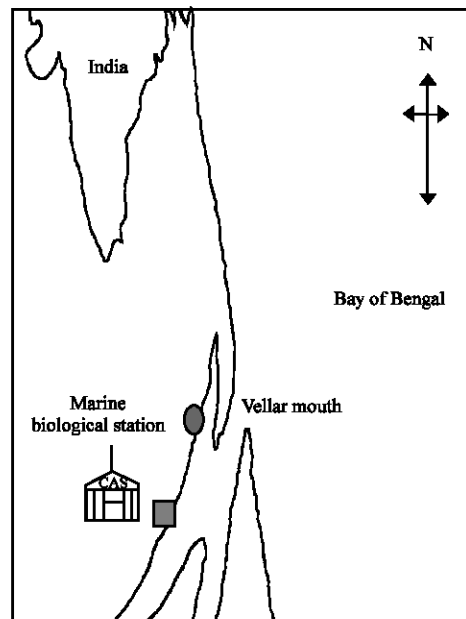 India
N
Bay of Bengal
Marine
biological station
Vellar mouth
CAS